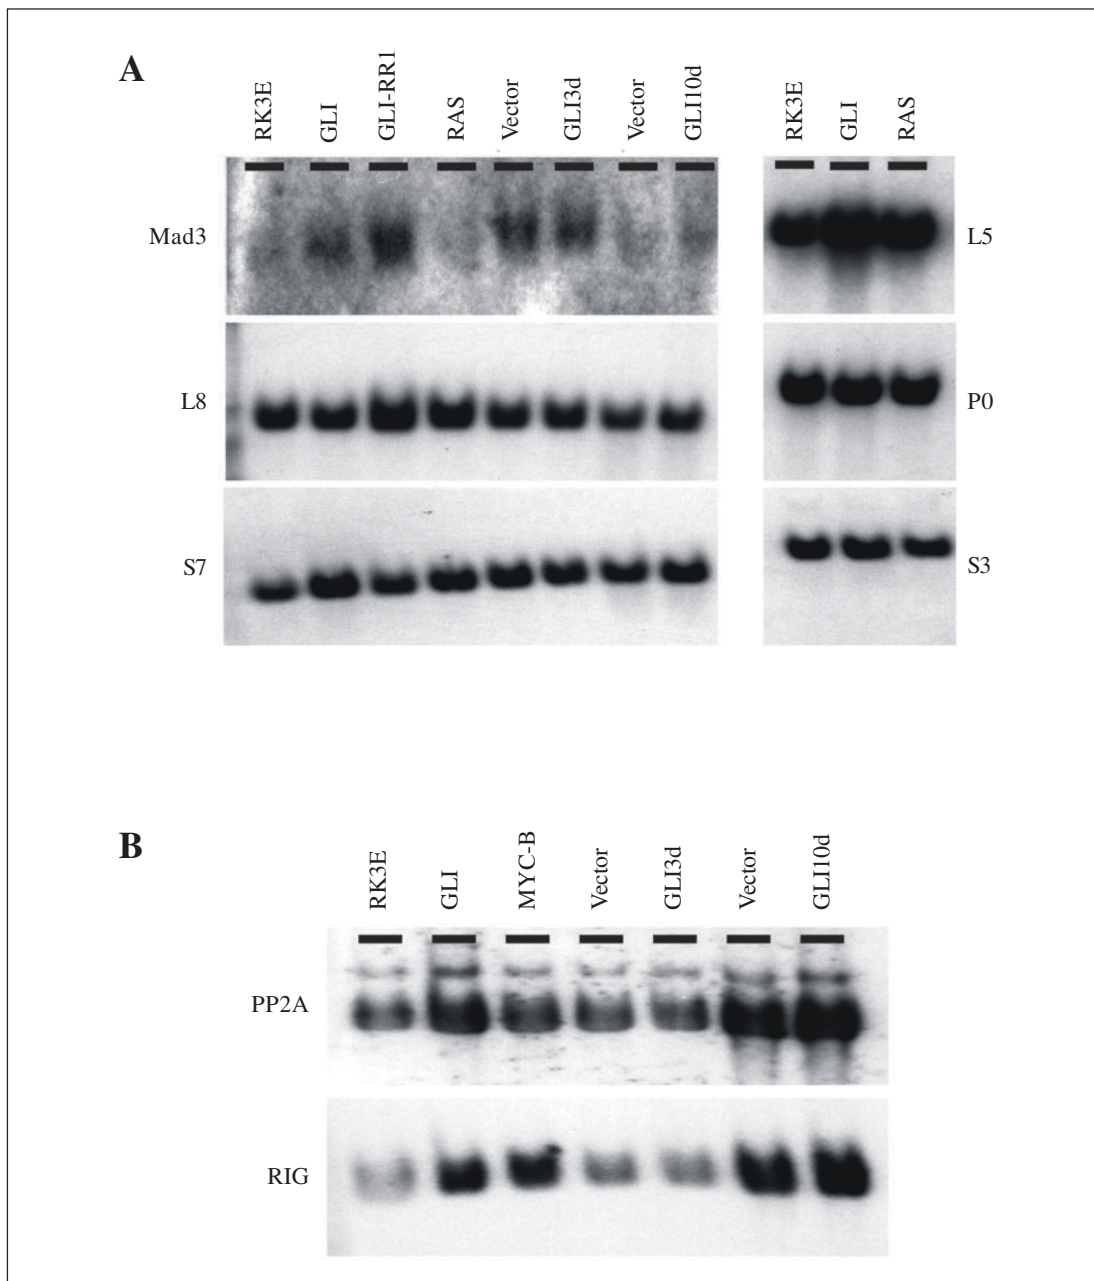 A
RK3E GLI GLI-RR1 RAS Vector GLI3d Vector GLI10d
RK3E GLI RAS
Mad3
L5
L8
P0
S7
S3
B
RK3E GLI MYC-B Vector GLI3d Vector GLI10d
PP2A
RIG